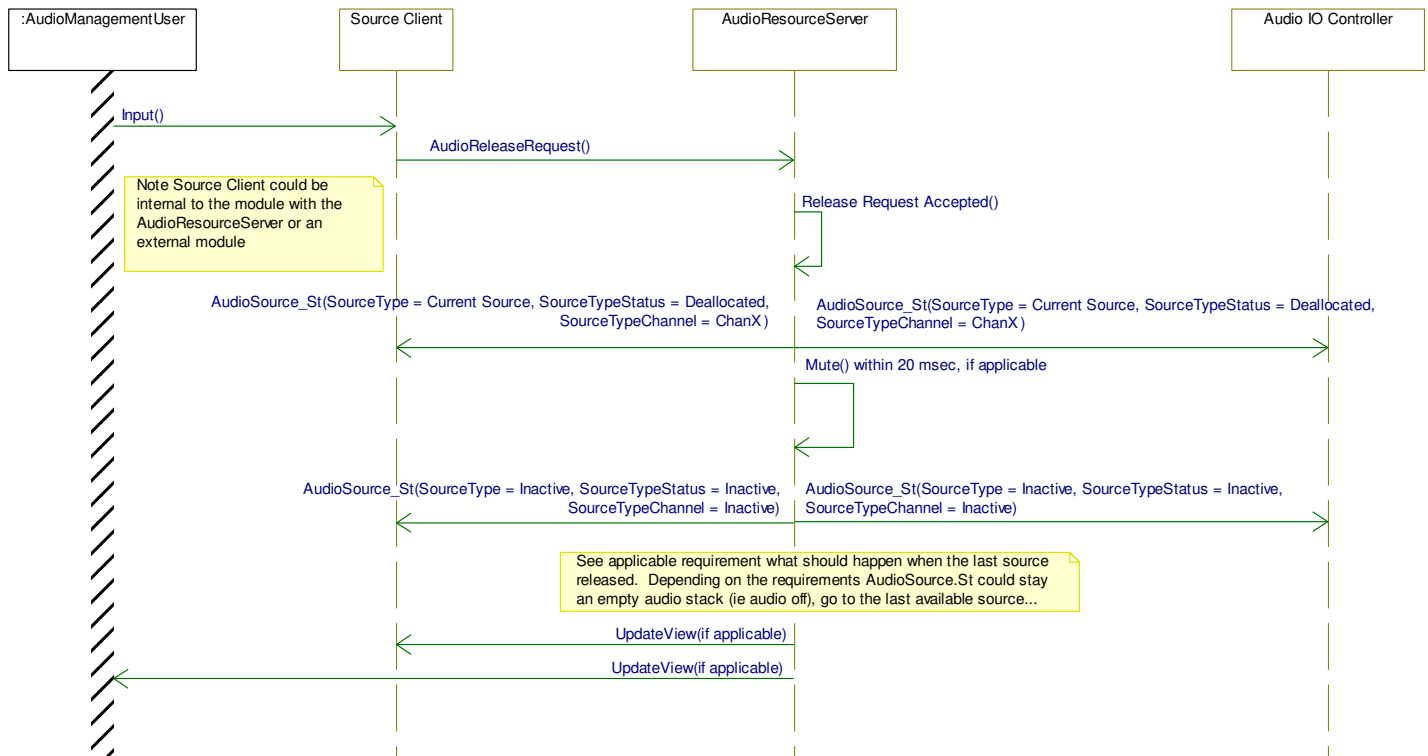 :AudioManagementUser
Source Client
AudioResourceServer
Audio IO Controller
Input()
AudioReleaseRequest()
Note Source Client could be
internal to the module with the
AudioResourceServer or an
external module
Release Request Accepted()
AudioSource_St(SourceType = Current Source, SourceTypeStatus = Deallocated,
SourceTypeChannel = ChanX)
AudioSource_St(SourceType = Current Source, SourceTypeStatus = Deallocated,
SourceTypeChannel = ChanX)
Mute() within 20 msec, if applicable
AudioSource_St(SourceType = Inactive, SourceTypeStatus = Inactive,
SourceTypeChannel = Inactive)
AudioSource_St(SourceType = Inactive, SourceTypeStatus = Inactive,
SourceTypeChannel = Inactive)
See applicable requirement what should happen when the last source
released. Depending on the requirements AudioSource.St could stay
an empty audio stack (ie audio off), go to the last available source...
UpdateView(if applicable)
UpdateView(if applicable)